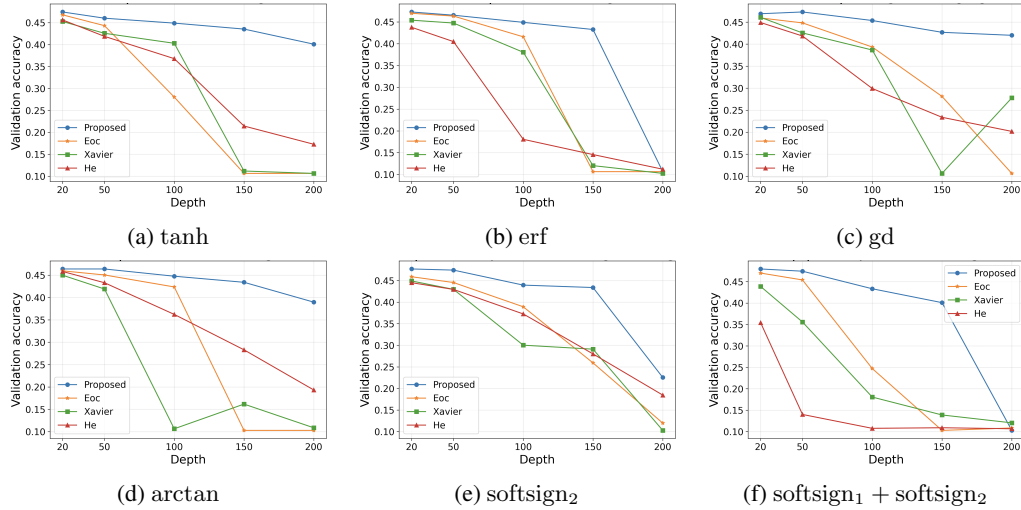 Validation accuracy
0.45
0.40
0.35
0.30
0.25
0.20
0.15
0.10
Proposed
Eoc
Xavier
He
20 50 100 150 200
Depth
(a) tanh
Validation accuracy
0.45
0.40
0.35
0.30
0.25
0.20
0.15
0.10
Proposed
Eoc
Xavier
He
20 50 100 150 200
Depth
(b) erf
Validation accuracy
0.45
0.40
0.35
0.30
0.25
0.20
0.15
0.10
Proposed
Eoc
Xavier
He
20 50 100 150 200
Depth
(c) gd
Validation accuracy
0.45
0.40
0.35
0.30
0.25
0.20
0.15
0.10
Proposed
Eoc
Xavier
He
20 50 100 150 200
Depth
(d) arctan
Validation accuracy
0.45
0.40
0.35
0.30
0.25
0.20
0.15
0.10
Proposed
Eoc
Xavier
He
20 50 100 150 200
Depth
(e) softsign₂
Validation accuracy
0.45
0.40
0.35
0.30
0.25
0.20
0.15
0.10
Proposed
Eoc
Xavier
He
20 50 100 150 200
Depth
(f) softsign₁ + softsign₂